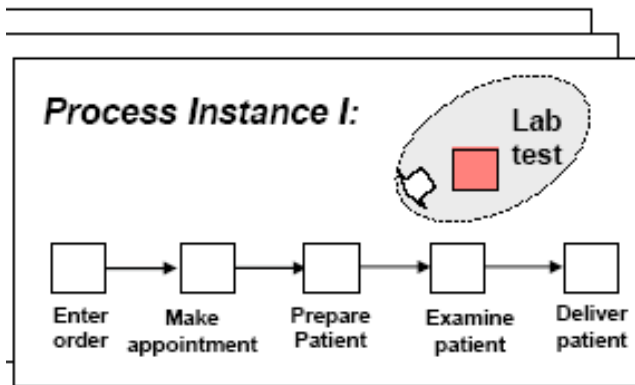 Process Instance I:
Lab
test
Enter
order
Make
appointment
Prepare
Patient
Examine
patient
Deliver
patient